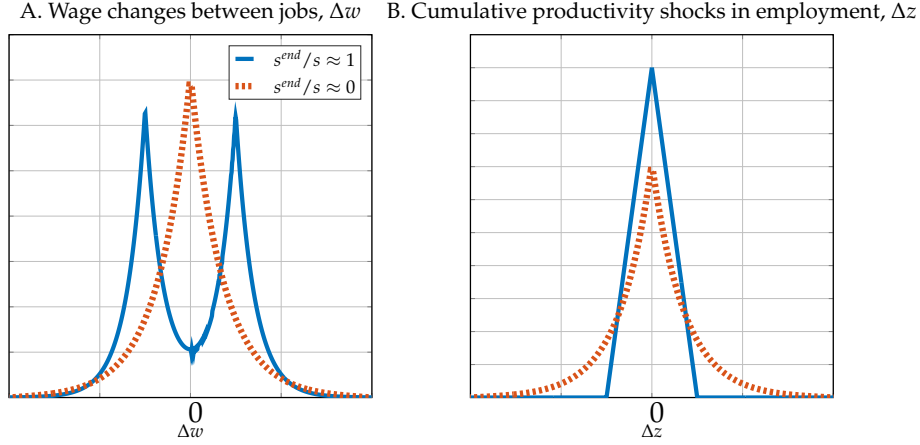 A. Wage changes between jobs, Δw
B. Cumulative productivity shocks in employment, Δz
s^{end}/s ≈ 1
s^{end}/s ≈ 0
0
Δw
0
Δz